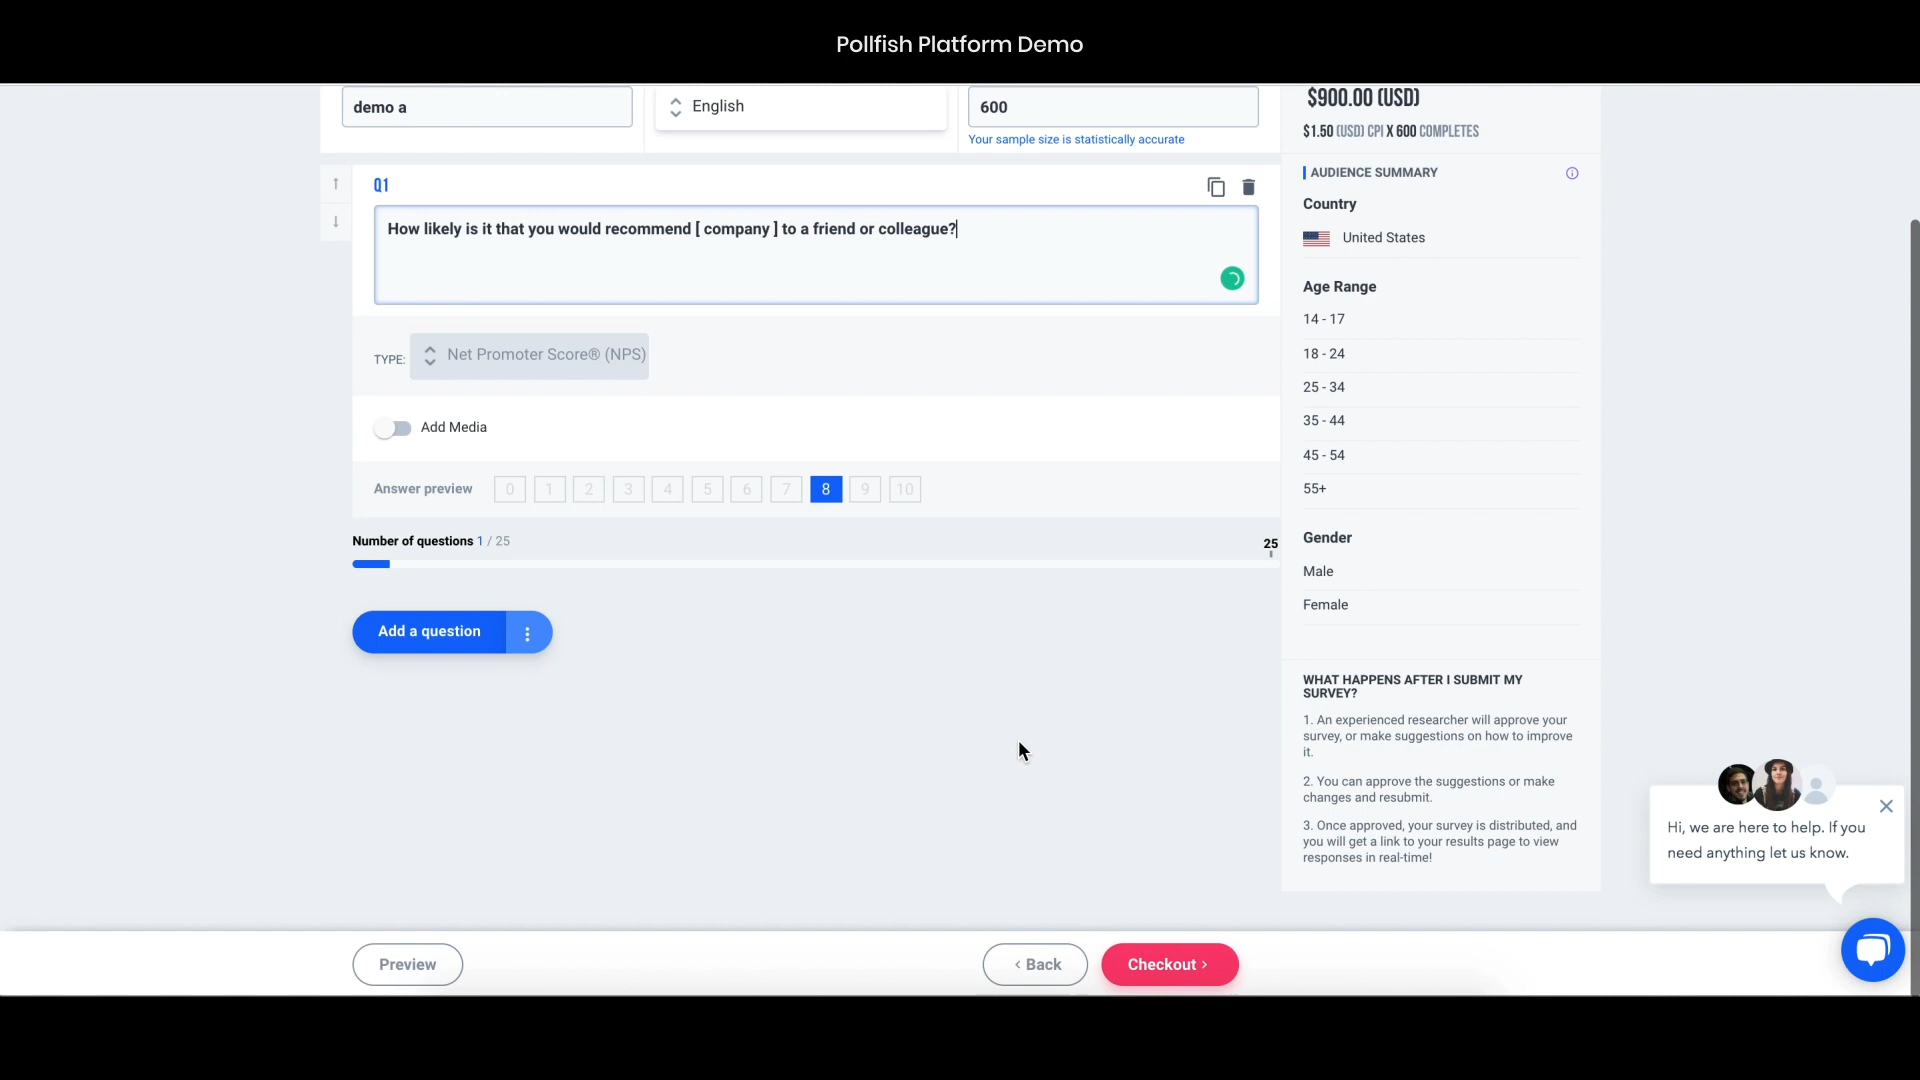 Pollfish Platform Demo
demo a
English
600
Your sample size is statistically accurate
$900.00 (USD)
$1.50 (USD) CPI X 600 COMPLETES
Q1
How likely is it that you would recommend [ company ] to a friend or colleague?
TYPE:
Net Promoter Score® (NPS)
Add Media
Answer preview
0 1 2 3 4 5 6 7 8 9 10
Number of questions 1 / 25
25
Add a question
AUDIENCE SUMMARY
Country
United States
Age Range
14 - 17
18 - 24
25 - 34
35 - 44
45 - 54
55+
Gender
Male
Female
WHAT HAPPENS AFTER I SUBMIT MY
SURVEY?
1. An experienced researcher will approve your
survey, or make suggestions on how to improve
it.
2. You can approve the suggestions or make
changes and resubmit.
3. Once approved, your survey is distributed, and
you will get a link to your results page to view
responses in real-time!
Hi, we are here to help. If you
need anything let us know.
Preview
‹ Back
Checkout ›